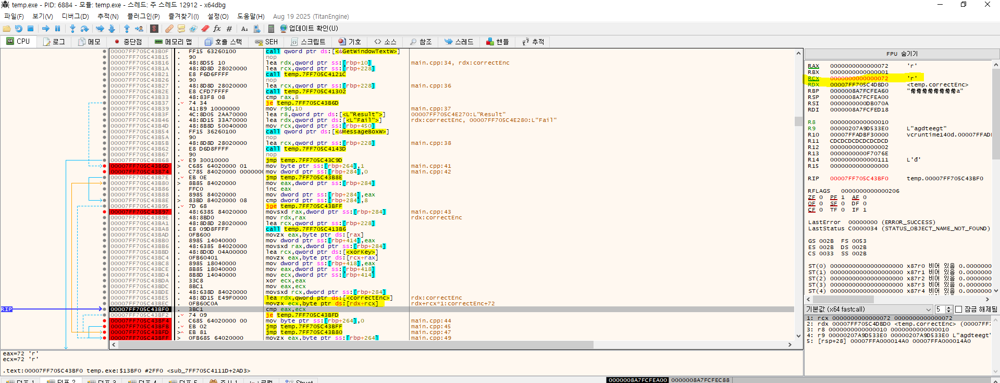 temp.exe - PID: 6884 - 모듈: temp.exe - 스레드: 주 스레드 12912 - x64dbg
파일(F) 보기(V) 디버그(D) 추적(N) 플러그인(P) 즐겨찾기(I) 설정(O) 도움말(H) Aug 19 2025 (TitanEngine)
업데이트 확인(U)
CPU 로그 메모 중단점 메모리 맵 호출 스택 SEH 스크립트 기호 소스 참조 스레드 핸들 추적
00007FF705C43B0F . FF15 63260100 call qword ptr ds:[<&GetWindowTextW>]
00007FF705C43B15 . 90 nop
00007FF705C43B16 . 48:8D55 10 lea rdx,qword ptr ss:[rbp+10] main.cpp:34, rdx:correctEnc
00007FF705C43B1A . 48:8D8D 28020000 lea rcx,qword ptr ss:[rbp+228]
00007FF705C43B21 . E8 F6D6FFFF call temp.7FF705C4121C
00007FF705C43B26 . 90 nop
00007FF705C43B27 . 48:8D8D 28020000 lea rcx,qword ptr ss:[rbp+228] main.cpp:36
00007FF705C43B2E . E8 CFD7FFFF call temp.7FF705C41302
00007FF705C43B33 . 48:83F8 08 cmp rax,8
00007FF705C43B37 . 74 34 je temp.7FF705C43B6D
00007FF705C43B39 . 41:B9 10000000 mov r9d,10 main.cpp:37
00007FF705C43B3F . 4C:8D05 2AA70000 lea r8,qword ptr ds:[<L"Result">] 00007FF705C4E270:L"Result"
00007FF705C43B46 . 48:8D15 33A70000 lea rdx,qword ptr ds:[<L"Fail">] rdx:correctEnc, 00007FF705C4E280:L"Fail"
00007FF705C43B4D . 48:8B8D 50040000 mov rcx,qword ptr ss:[rbp+450]
00007FF705C43B54 . FF15 36260100 call qword ptr ds:[<&MessageBoxW>]
00007FF705C43B5A . 90 nop
00007FF705C43B5B . 48:8D8D 28020000 lea rcx,qword ptr ss:[rbp+228] main.cpp:38
00007FF705C43B62 . E8 D6D8FFFF call temp.7FF705C4143D
00007FF705C43B67 . 90 nop
00007FF705C43B68 . E9 30010000 jmp temp.7FF705C43C9D
00007FF705C43B6D > C685 64020000 01 mov byte ptr ss:[rbp+264],1 main.cpp:41
00007FF705C43B74 . C785 84020000 0000000 mov dword ptr ss:[rbp+284],0 main.cpp:42
00007FF705C43B7E . EB 0E jmp temp.7FF705C43B8E
00007FF705C43B80 > 8B85 84020000 mov eax,dword ptr ss:[rbp+284]
00007FF705C43B86 . FFC0 inc eax
00007FF705C43B88 . 8985 84020000 mov dword ptr ss:[rbp+284],eax
00007FF705C43B8E > 83BD 84020000 08 cmp dword ptr ss:[rbp+284],8
00007FF705C43B95 . 7D 68 jge temp.7FF705C43BFF
00007FF705C43B97 . 48:6385 84020000 movsxd rax,dword ptr ss:[rbp+284] main.cpp:43
00007FF705C43B9E . 48:8BD0 mov rdx,rax rdx:correctEnc
00007FF705C43BA1 . 48:8D8D 28020000 lea rcx,qword ptr ss:[rbp+228]
00007FF705C43BA8 . E8 09D8FFFF call temp.7FF705C413B6
00007FF705C43BAD . 0FB600 movzx eax,byte ptr ds:[rax]
00007FF705C43BB0 . 8985 14040000 mov dword ptr ss:[rbp+414],eax
00007FF705C43BB6 . 48:6385 84020000 movsxd rax,dword ptr ss:[rbp+284]
00007FF705C43BBD . 48:8D0D 04A00000 lea rcx,qword ptr ds:[<xorKey>]
00007FF705C43BC4 . 0FB60401 movzx eax,byte ptr ds:[rcx+rax]
00007FF705C43BC8 . 8985 18040000 mov dword ptr ss:[rbp+418],eax
00007FF705C43BCE . 8B85 18040000 mov eax,dword ptr ss:[rbp+418]
00007FF705C43BD4 . 8B8D 14040000 mov ecx,dword ptr ss:[rbp+414]
00007FF705C43BDA . 33C8 xor ecx,eax
00007FF705C43BDC . 8BC1 mov eax,ecx
00007FF705C43BDE . 48:638D 84020000 movsxd rcx,dword ptr ss:[rbp+284]
00007FF705C43BE5 . 48:8D15 E49F0000 lea rdx,qword ptr ds:[<correctEnc>] rdx:correctEnc
00007FF705C43BEC . 0FB60C0A movzx ecx,byte ptr ds:[rdx+rcx] rdx+rcx*1:correctEnc+72
RIP 00007FF705C43BF0 . 3BC1 cmp eax,ecx
00007FF705C43BF2 . 74 09 je temp.7FF705C43BFD
00007FF705C43BF4 . C685 64020000 00 mov byte ptr ss:[rbp+264],0 main.cpp:44
00007FF705C43BFB . EB 02 jmp temp.7FF705C43BFF main.cpp:45
00007FF705C43BFD > EB 81 jmp temp.7FF705C43B80 main.cpp:47
00007FF705C43BFF > 0FB685 64020000 movzx eax,byte ptr ss:[rbp+264] main.cpp:49
eax=72 'r'
ecx=72 'r'
.text:00007FF705C43BF0 temp.exe:$13BF0 #2FF0 <sub_7FF705C4111D+2AD3>
FPU 숨기기
RAX 0000000000000072 'r'
RBX 0000000000000001
RCX 0000000000000072 'r'
RDX 00007FF705C4DBD0 <temp.correctEnc>
RBP 0000008A7FCFEA60
RSP 0000008A7FCFEA00
RSI 0000000000DB070A
RDI 0000008A7FCFED18
R8 0000000000000010
R9 00000207A9D533E0 L"agdteegt"
R10 00007FFADBF30000 vcruntime140d.00007FFADI
R11 CDCDCDCDCDCDCDCD
R12 0000000000000002
R13 0000000000F7076E
R14 0000000000000111 L'đ'
R15 0000000000000000
RIP 00007FF705C43BF0 temp.00007FF705C43BF0
RFLAGS 0000000000000206
ZF 0 PF 1 AF 0
OF 0 SF 0 DF 0
CF 0 TF 0 IF 1
LastError 00000000 (ERROR_SUCCESS)
LastStatus C0000034 (STATUS_OBJECT_NAME_NOT_FOUND)
GS 002B FS 0053
ES 002B DS 002B
CS 0033 SS 002B
ST(0) 00000000000000000000 x87r0 비어 있음 0.0000000
ST(1) 00000000000000000000 x87r1 비어 있음 0.0000000
ST(2) 00000000000000000000 x87r2 비어 있음 0.0000000
ST(3) 00000000000000000000 x87r3 비어 있음 0.0000000
ST(4) 00000000000000000000 x87r4 비어 있음 0.0000000
기본값 (x64 fastcall) 5 잠금 해제됨
1: rcx 0000000000000072 0000000000000072
2: rdx 00007FF705C4DBD0 <temp.correctEnc> (00007FF7
3: r8 0000000000000010 0000000000000010
4: r9 00000207A9D533E0 00000207A9D533E0 L"agdteegt"
5: [rsp+28] 00007FFA000014A0 00007FFA000014A0
덤프 1 덤프 2 덤프 3 덤프 4 덤프 5 조사 1 로컬 Struct
0000008A7FCFEA00 0000008A7FCFEC88